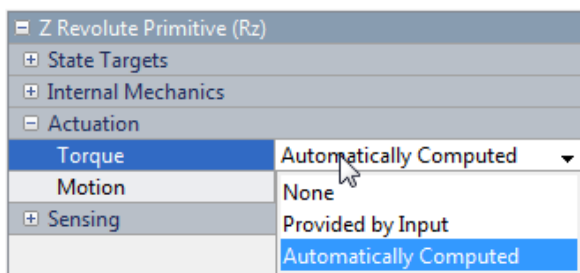 Z Revolute Primitive (Rz)
State Targets
Internal Mechanics
Actuation
Torque Automatically Computed
Motion None
Provided by Input
Sensing
Automatically Computed